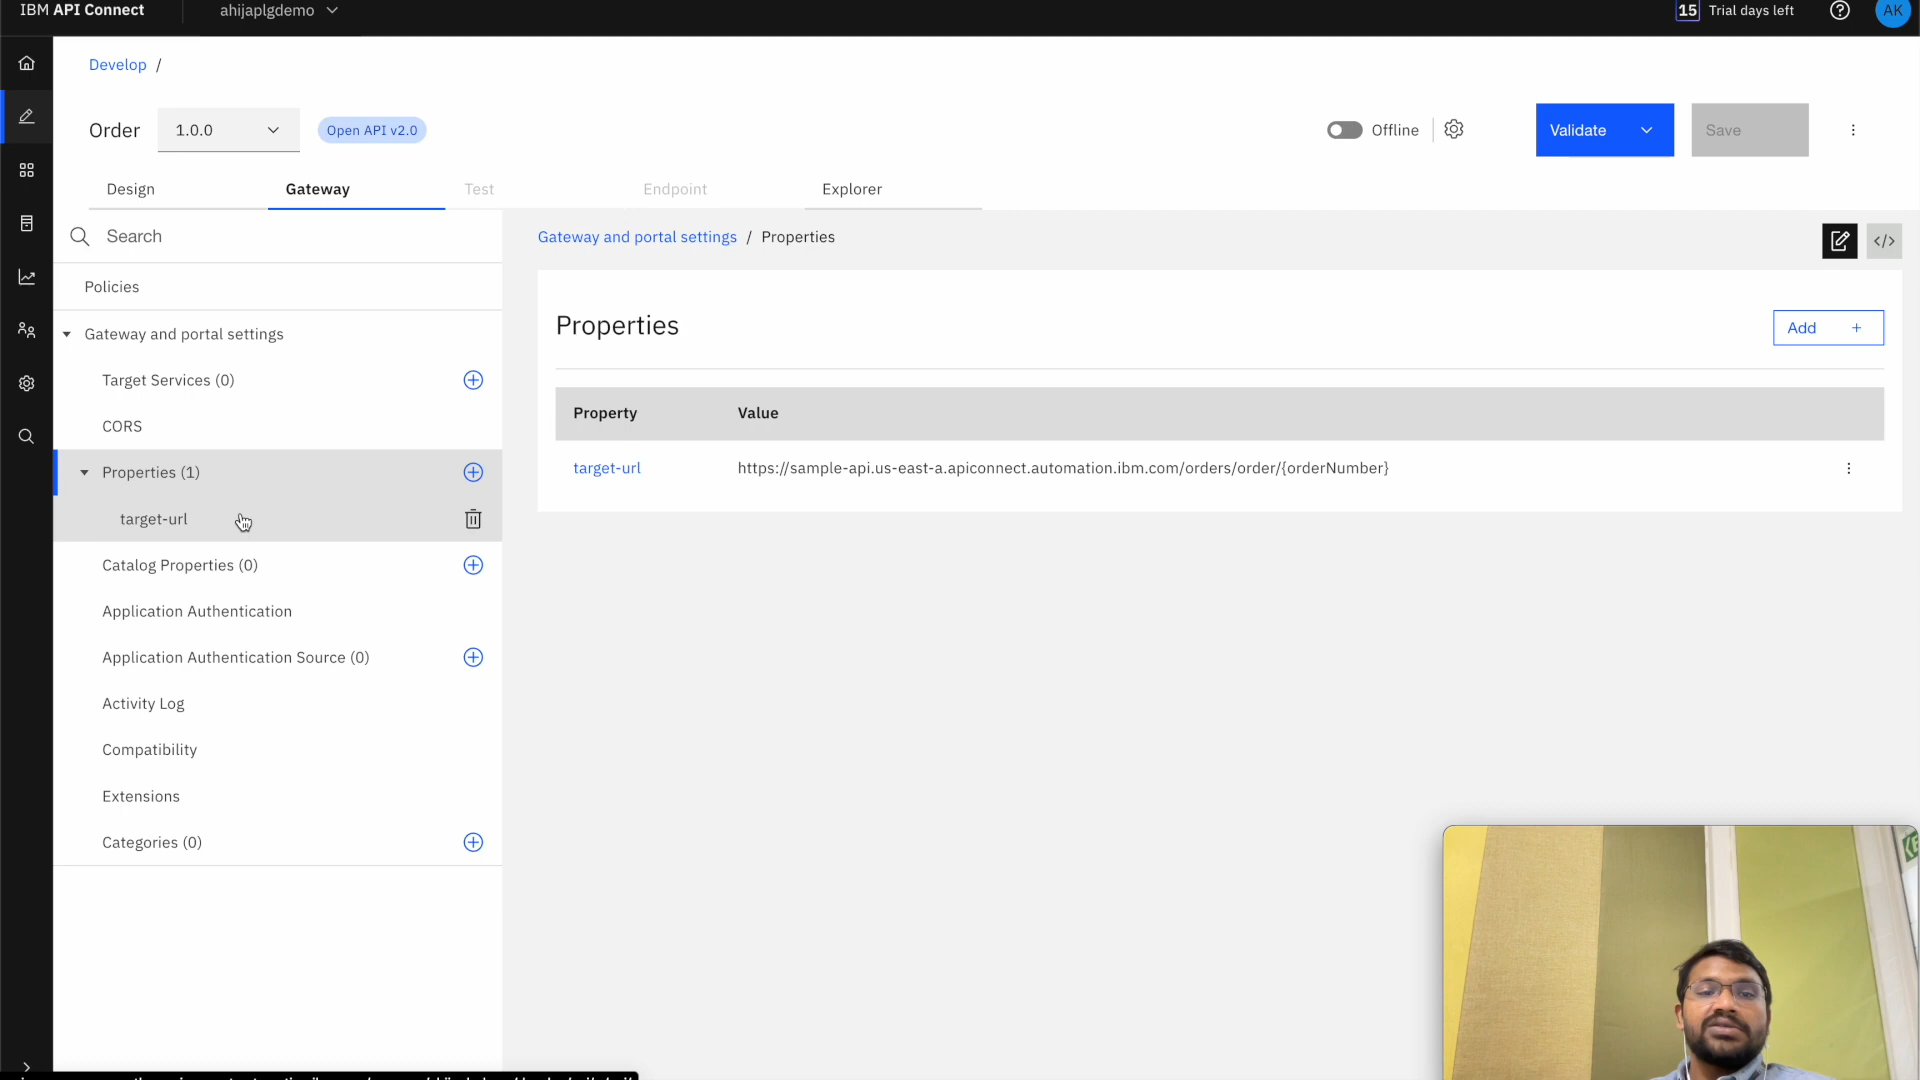 IBM API Connect
ahijaplgdemo
15 Trial days left
AK
Develop /
Order
1.0.0
Open API v2.0
Offline
Validate
Save
Design
Gateway
Test
Endpoint
Explorer
Search
Gateway and portal settings / Properties
Policies
Gateway and portal settings
Target Services (0)
CORS
Properties (1)
target-url
Catalog Properties (0)
Application Authentication
Application Authentication Source (0)
Activity Log
Compatibility
Extensions
Categories (0)
Properties
Add +
Property Value
target-url https://sample-api.us-east-a.apiconnect.automation.ibm.com/orders/order/{orderNumber}